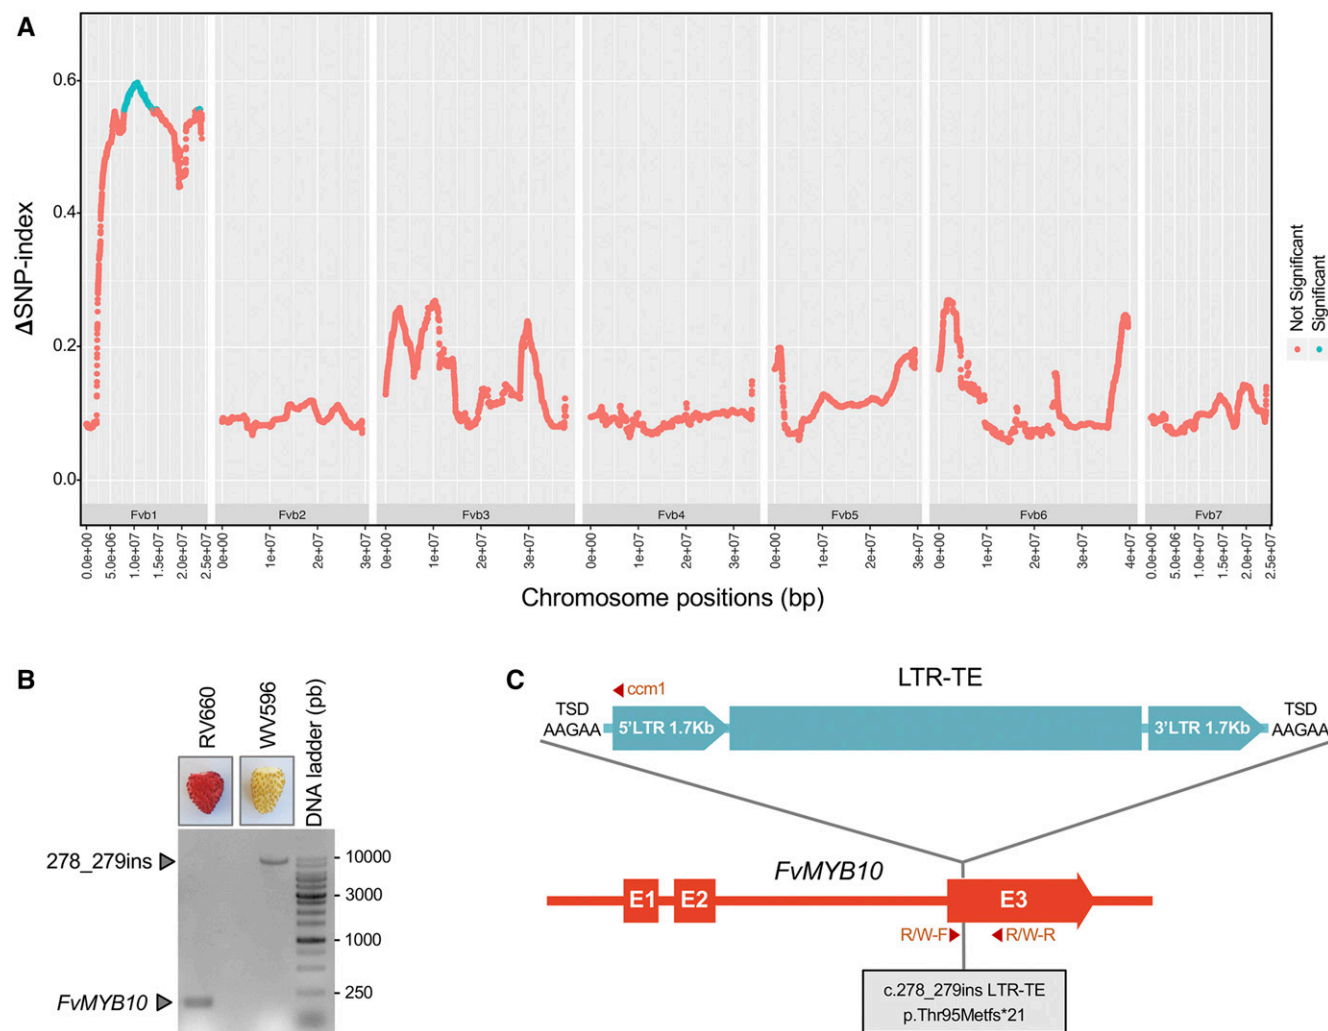 A
ΔSNP-index
0.6
0.4
0.2
0.0
Fvb1
Fvb2
Fvb3
Fvb4
Fvb5
Fvb6
Fvb7
0.0e+00
5.0e+06
1.0e+07
1.5e+07
2.0e+07
2.5e+07
0e+00
1e+07
2e+07
3e+07
0e+00
1e+07
2e+07
3e+07
0e+00
1e+07
2e+07
3e+07
0e+00
1e+07
2e+07
3e+07
0e+00
1e+07
2e+07
3e+07
4e+07
0.0e+00
5.0e+06
1.0e+07
1.5e+07
2.0e+07
2.5e+07
Chromosome positions (bp)
Not Significant
Significant
B
RV660
WV596
DNA ladder (pb)
278_279ins
FvMYB10
10000
3000
1000
250
C
LTR-TE
ccm1
TSD
AAGAA
5'LTR 1.7Kb
3'LTR 1.7Kb
TSD
AAGAA
FvMYB10
E1
E2
E3
R/W-F
R/W-R
c.278_279ins LTR-TE
p.Thr95Metfs*21